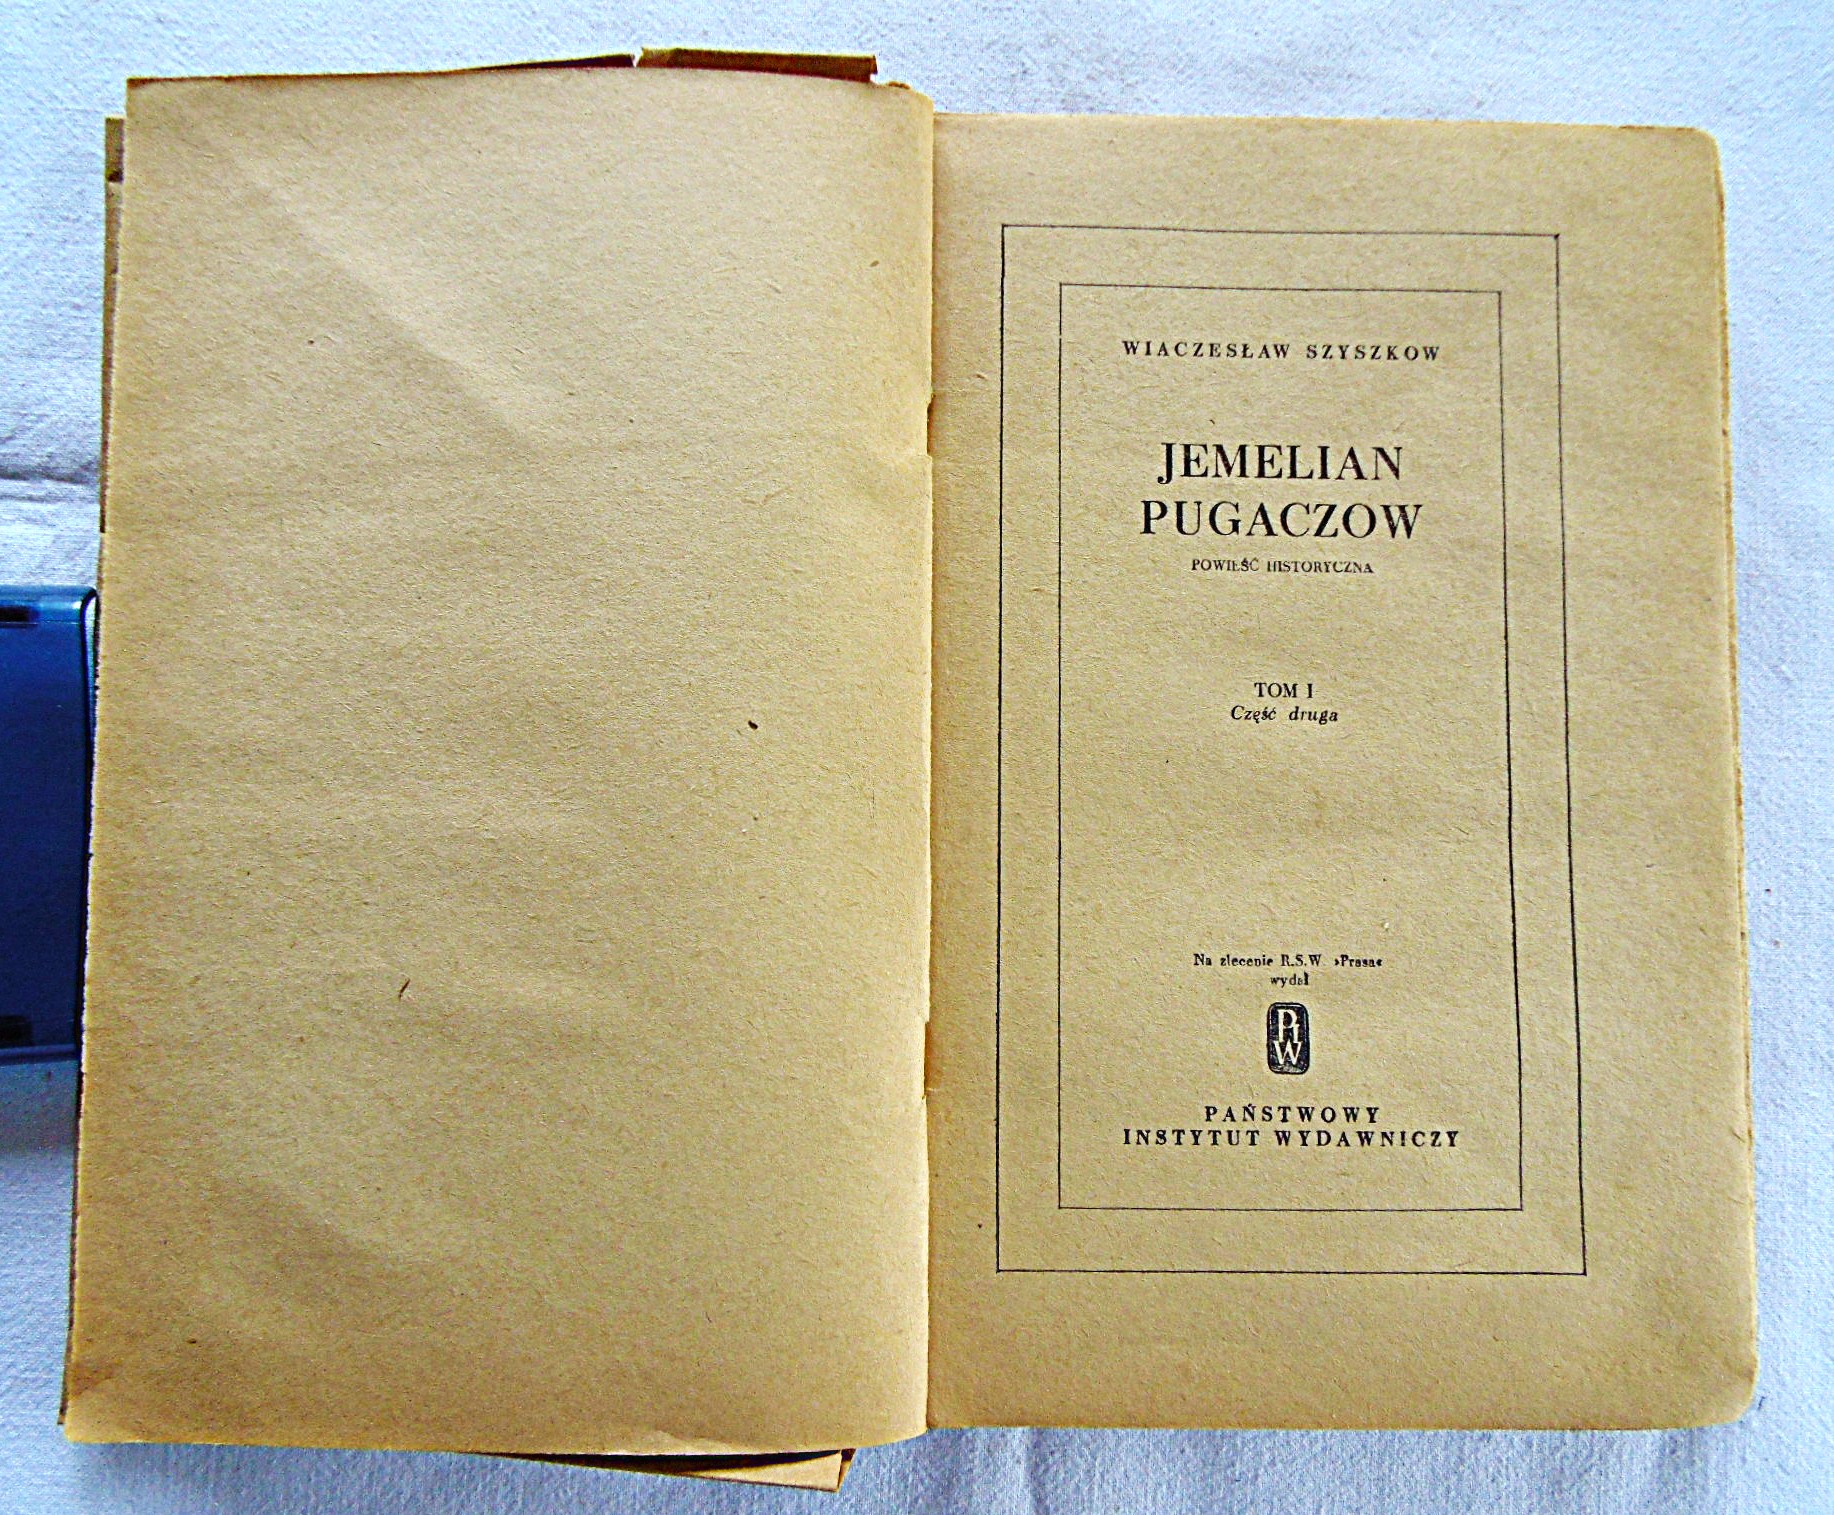 WIACZESŁAW SZYSZKOW
JEMELIAN
PUGACZOW
POWIEŚĆ HISTORYCZNA
TOM I
Część druga
Na zlecenie R.S.W. ›Prasa‹
wydał
PIW
PAŃSTWOWY
INSTYTUT WYDAWNICZY